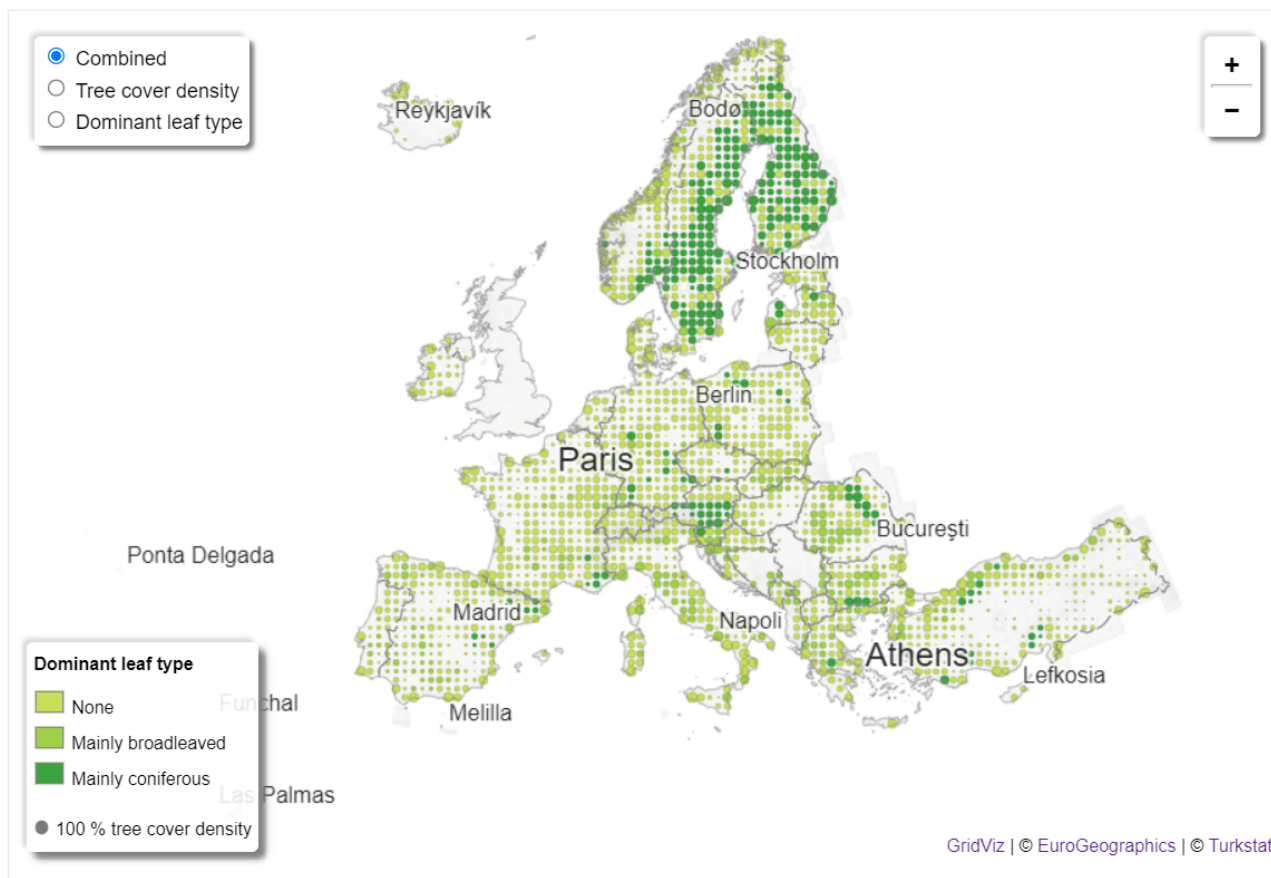 Combined
Tree cover density
Dominant leaf type
+
−
Reykjavík
Bodø
Stockholm
Berlin
Paris
Bucureşti
Ponta Delgada
Madrid
Napoli
Athens
Lefkosia
Funchal
Melilla
Las Palmas
Dominant leaf type
None
Mainly broadleaved
Mainly coniferous
100 % tree cover density
GridViz | © EuroGeographics | © Turkstat